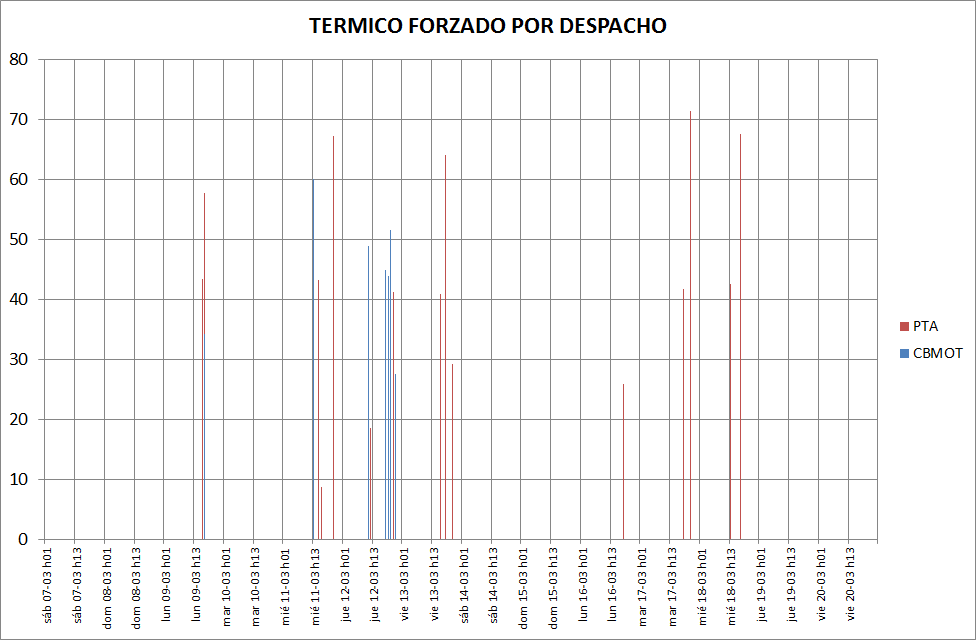 TERMICO FORZADO POR DESPACHO
80
70
60
50
40
30
20
10
0
sáb 07-03 h01
sáb 07-03 h13
dom 08-03 h01
dom 08-03 h13
lun 09-03 h01
lun 09-03 h13
mar 10-03 h01
mar 10-03 h13
mié 11-03 h01
mié 11-03 h13
jue 12-03 h01
jue 12-03 h13
vie 13-03 h01
vie 13-03 h13
sáb 14-03 h01
sáb 14-03 h13
dom 15-03 h01
dom 15-03 h13
lun 16-03 h01
lun 16-03 h13
mar 17-03 h01
mar 17-03 h13
mié 18-03 h01
mié 18-03 h13
jue 19-03 h01
jue 19-03 h13
vie 20-03 h01
vie 20-03 h13
PTA
CBMOT